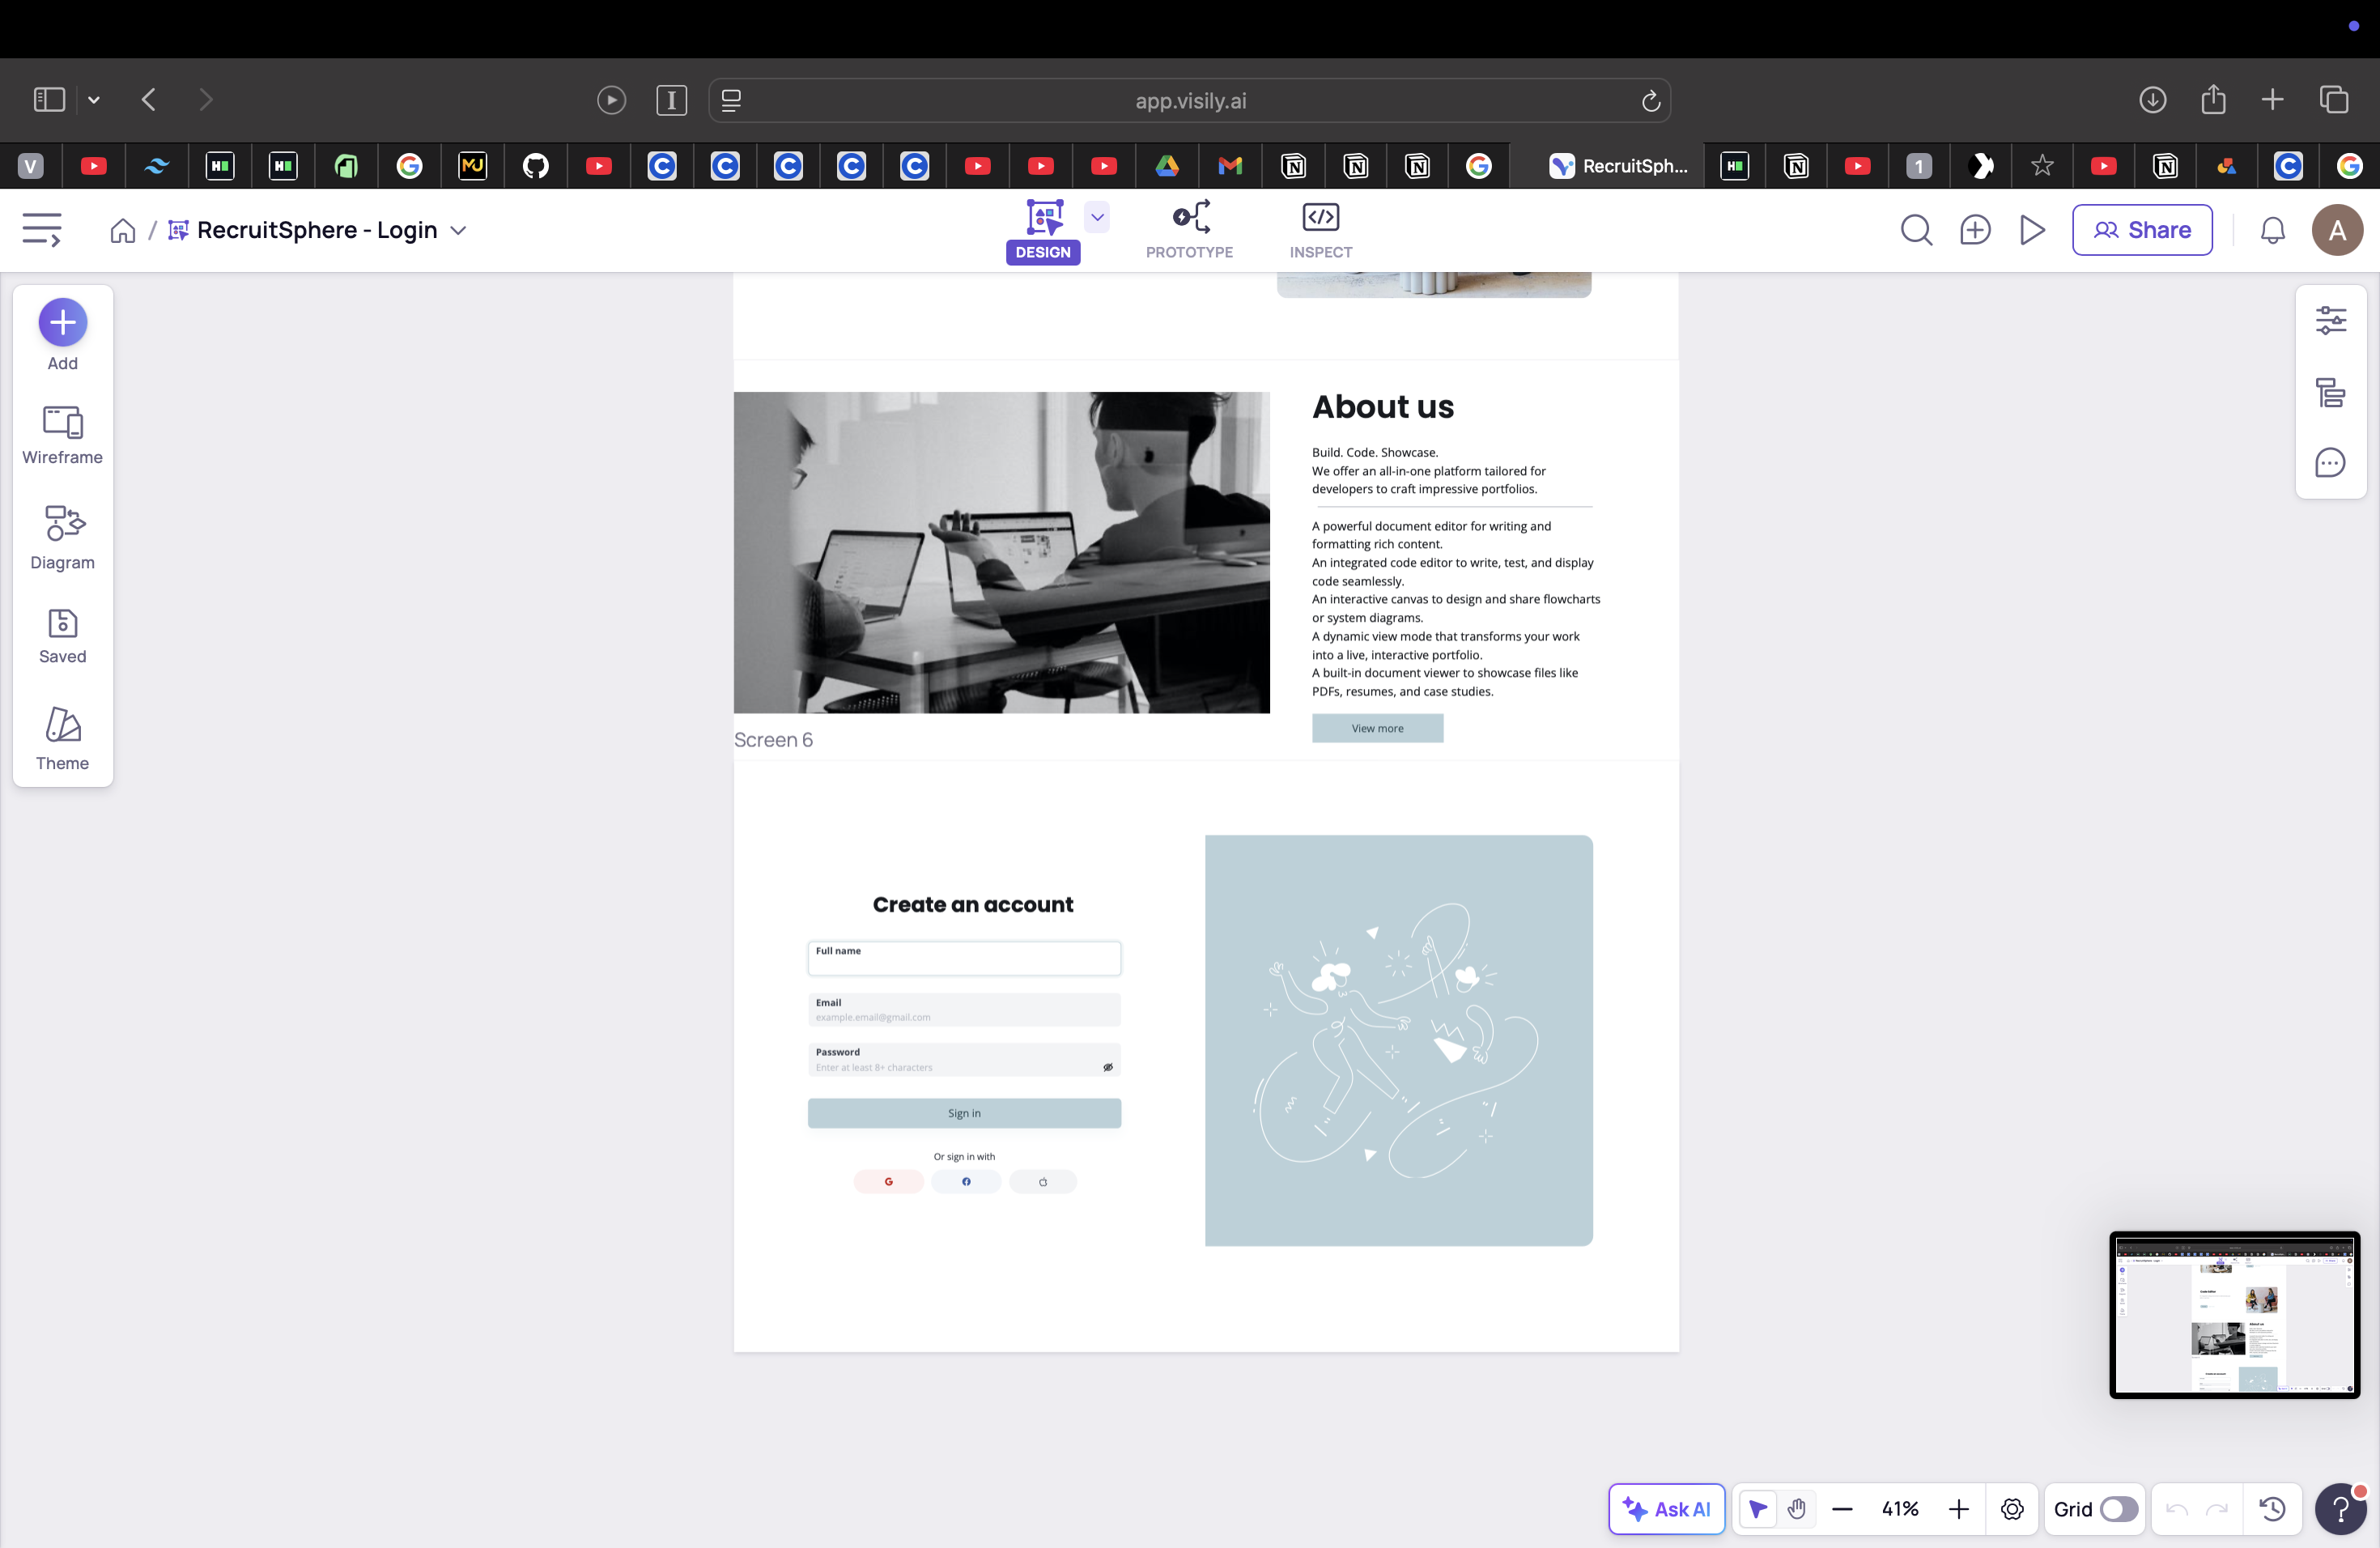 app.visily.ai
V
MU
RecruitSph...
1
/ RecruitSphere - Login
DESIGN
PROTOTYPE
INSPECT
Share
A
Add
Wireframe
Diagram
Saved
Theme
About us
Build. Code. Showcase.
We offer an all-in-one platform tailored for
developers to craft impressive portfolios.
A powerful document editor for writing and
formatting rich content.
An integrated code editor to write, test, and display
code seamlessly.
An interactive canvas to design and share flowcharts
or system diagrams.
A dynamic view mode that transforms your work
into a live, interactive portfolio.
A built-in document viewer to showcase files like
PDFs, resumes, and case studies.
View more
Screen 6
Create an account
Full name
Email
example.email@gmail.com
Password
Enter at least 8+ characters
Sign in
Or sign in with
Ask AI
41%
Grid
?